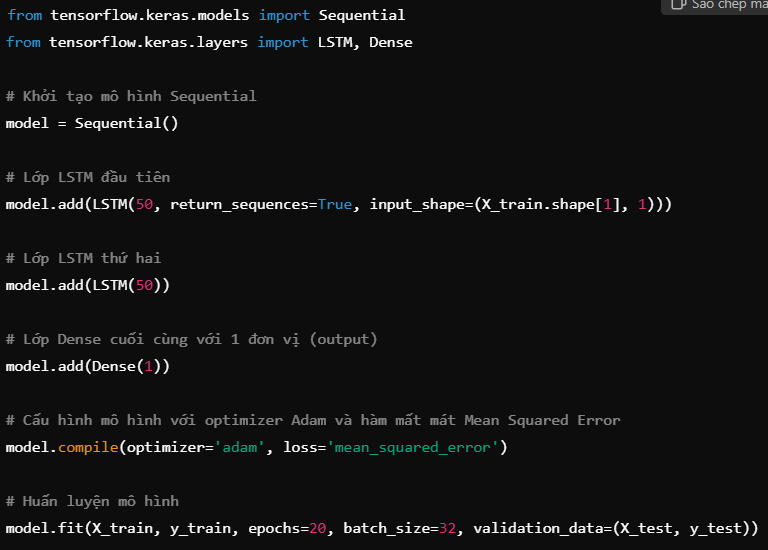 Sao chép mã
from tensorflow.keras.models import Sequential
from tensorflow.keras.layers import LSTM, Dense
# Khởi tạo mô hình Sequential
model = Sequential()
# Lớp LSTM đầu tiên
model.add(LSTM(50, return_sequences=True, input_shape=(X_train.shape[1], 1)))
# Lớp LSTM thứ hai
model.add(LSTM(50))
# Lớp Dense cuối cùng với 1 đơn vị (output)
model.add(Dense(1))
# Cấu hình mô hình với optimizer Adam và hàm mất mát Mean Squared Error
model.compile(optimizer='adam', loss='mean_squared_error')
# Huấn luyện mô hình
model.fit(X_train, y_train, epochs=20, batch_size=32, validation_data=(X_test, y_test))